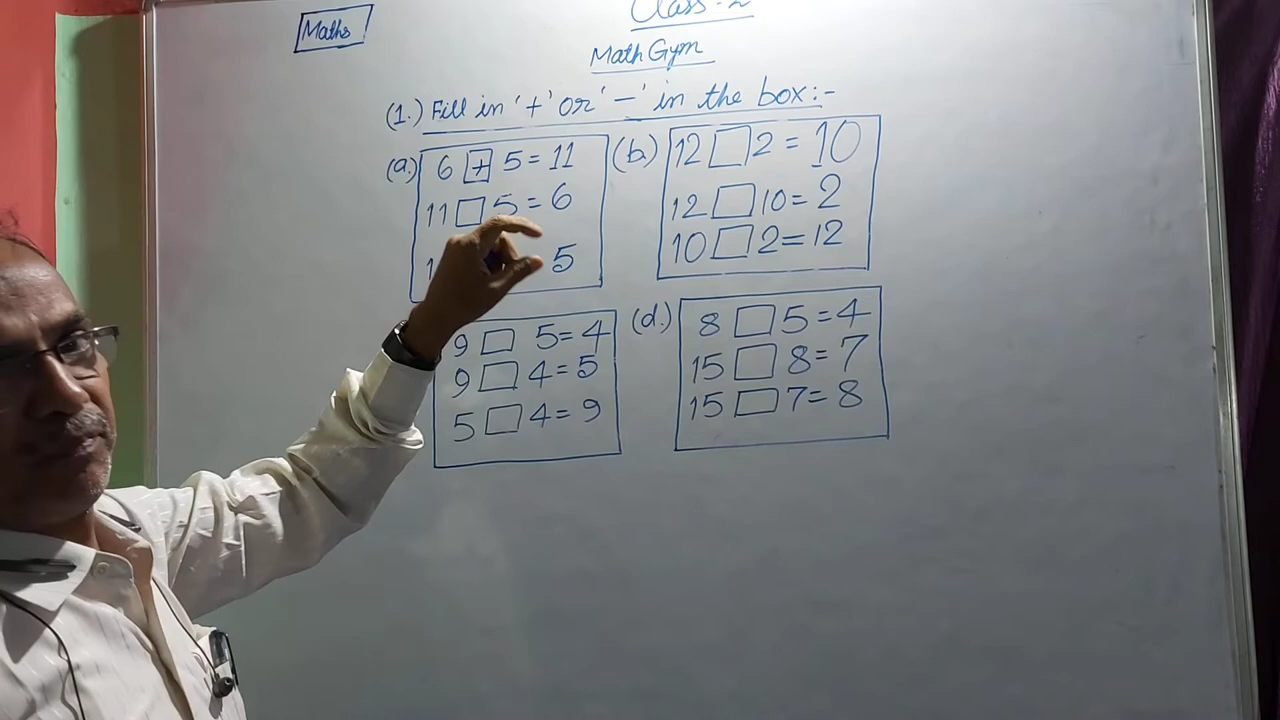 Maths
Class-2
Math Gym
(1.) Fill in '+' or '−' in the box:-
(a.) 6 + 5 = 11
11 □ 5 = 6
1 5
(b.) 12 □ 2 = 10
12 □ 10 = 2
10 □ 2 = 12
9 □ 5 = 4
9 □ 4 = 5
5 □ 4 = 9
(d.) 8 □ 5 = 4
15 □ 8 = 7
15 □ 7 = 8